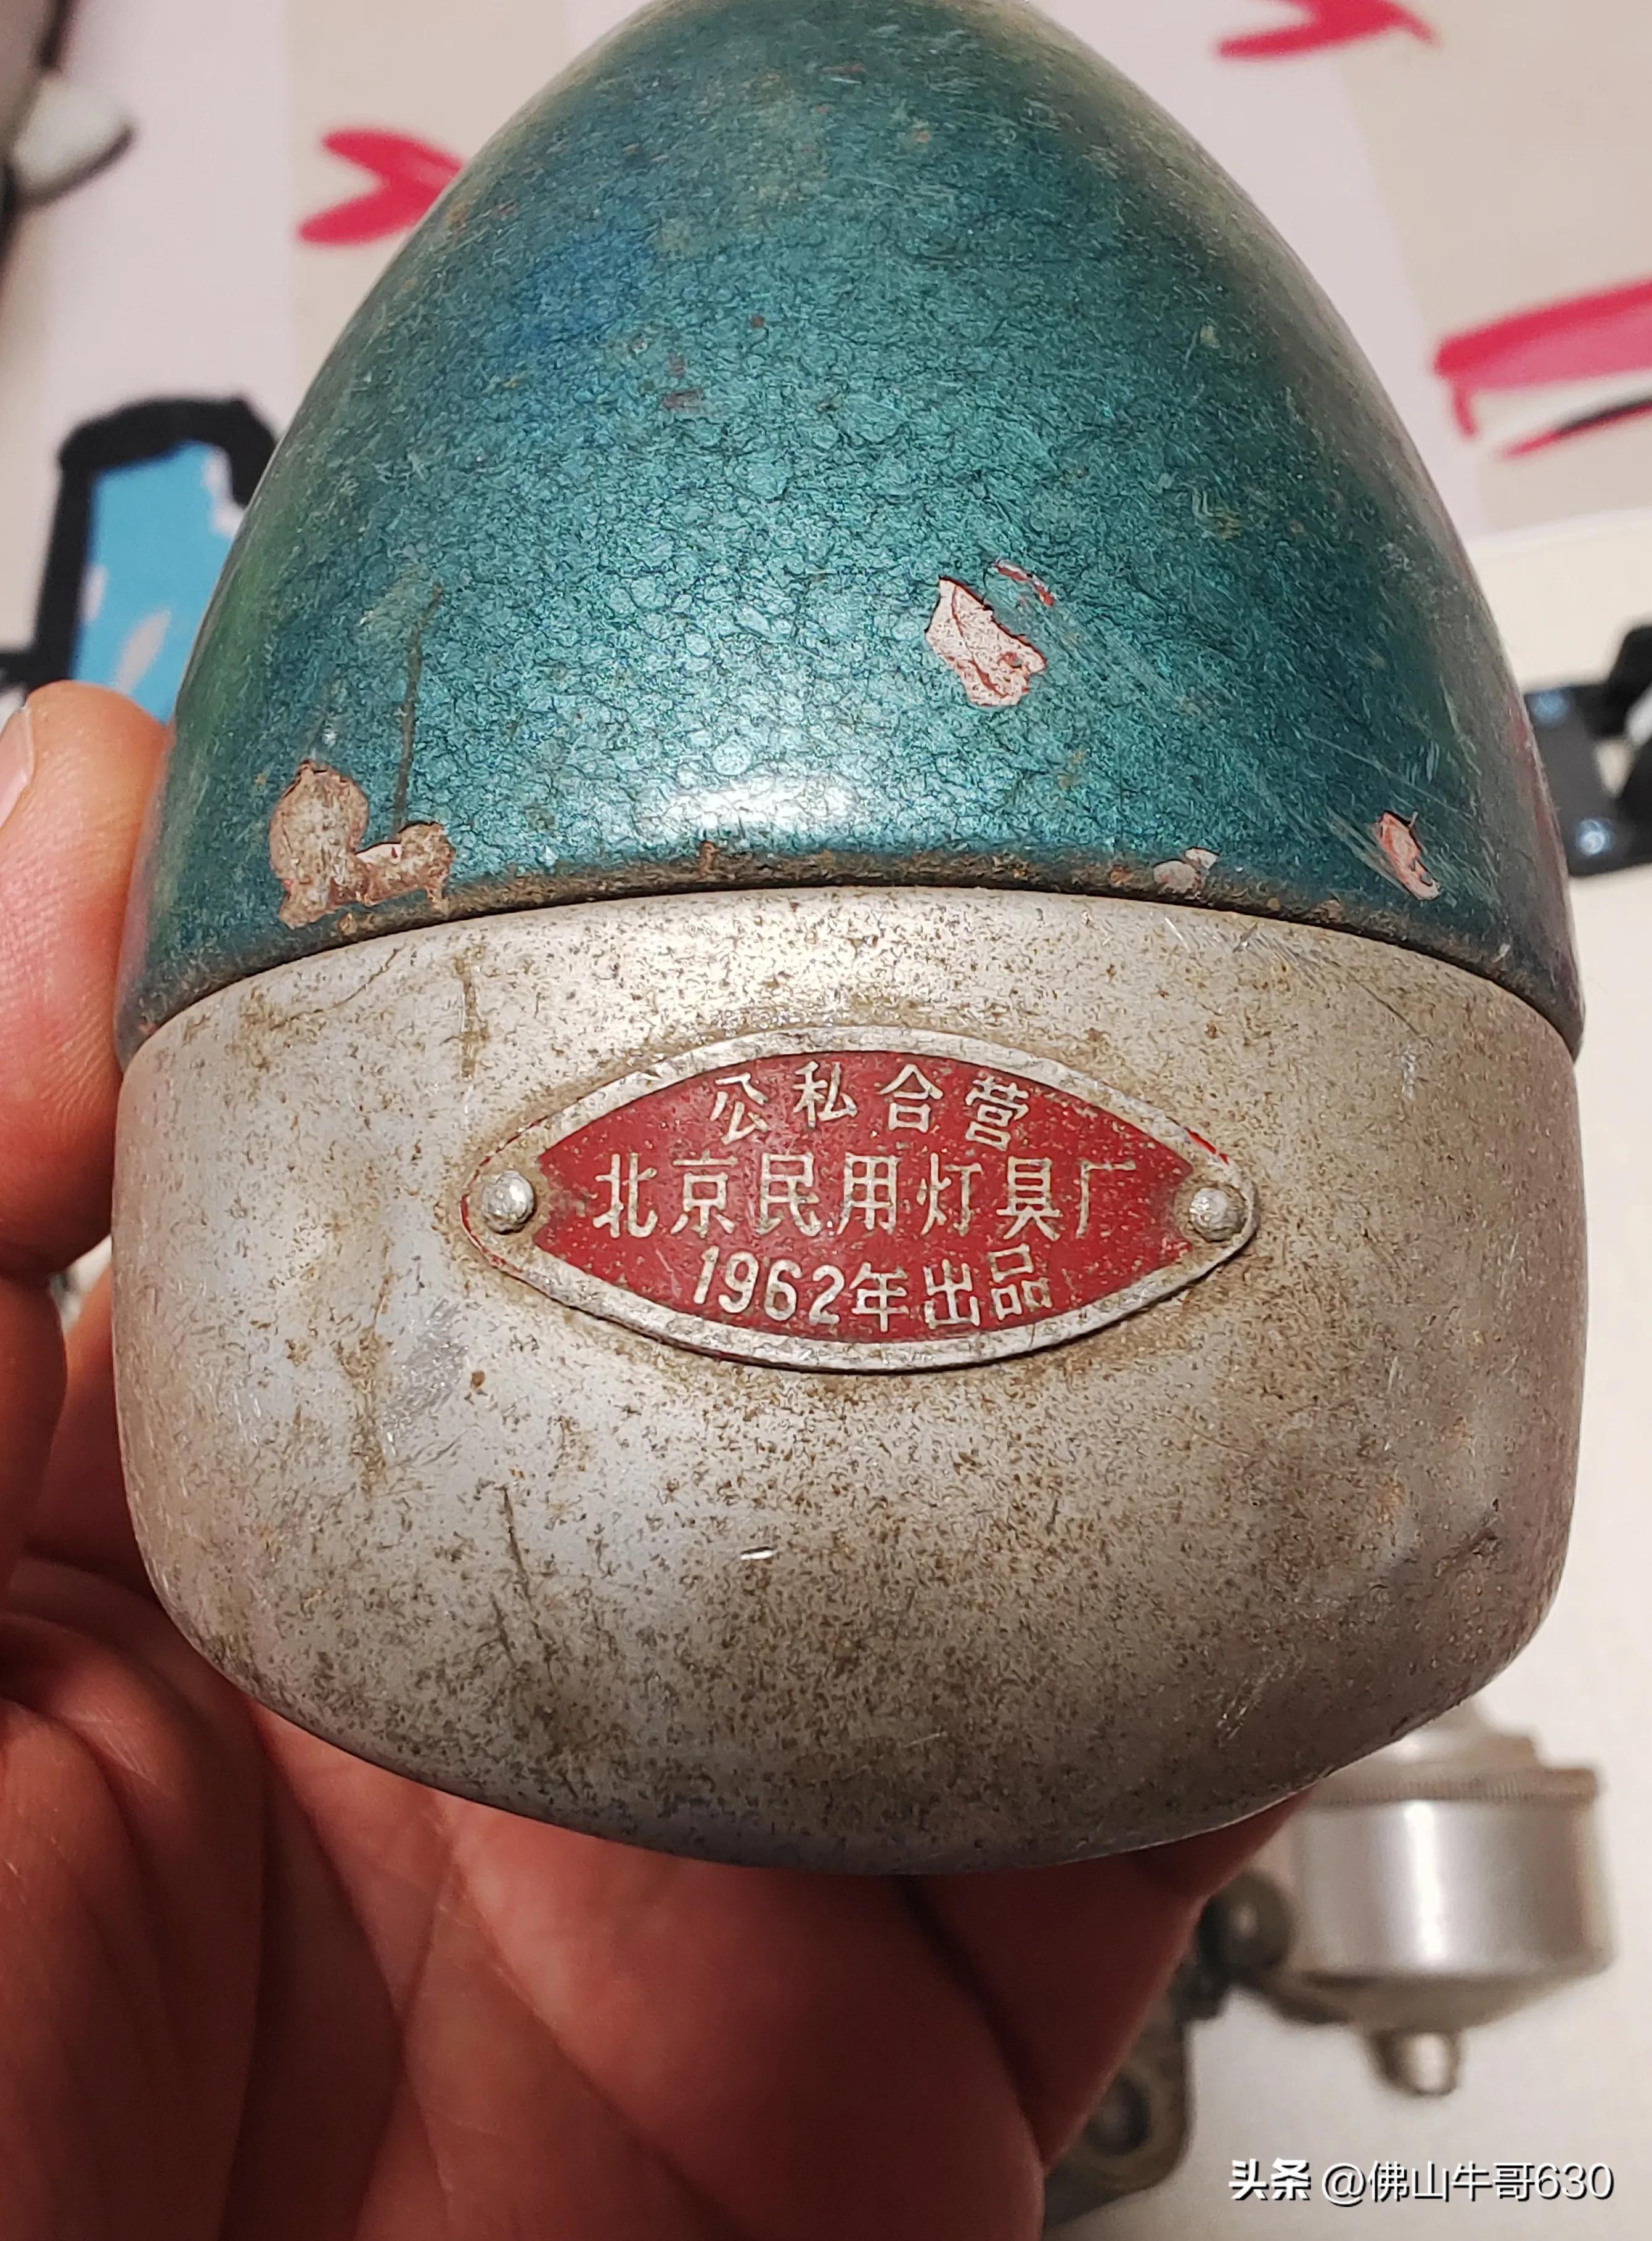 公私合营
北京民用灯具厂
1962年出品
头条 @佛山牛哥630